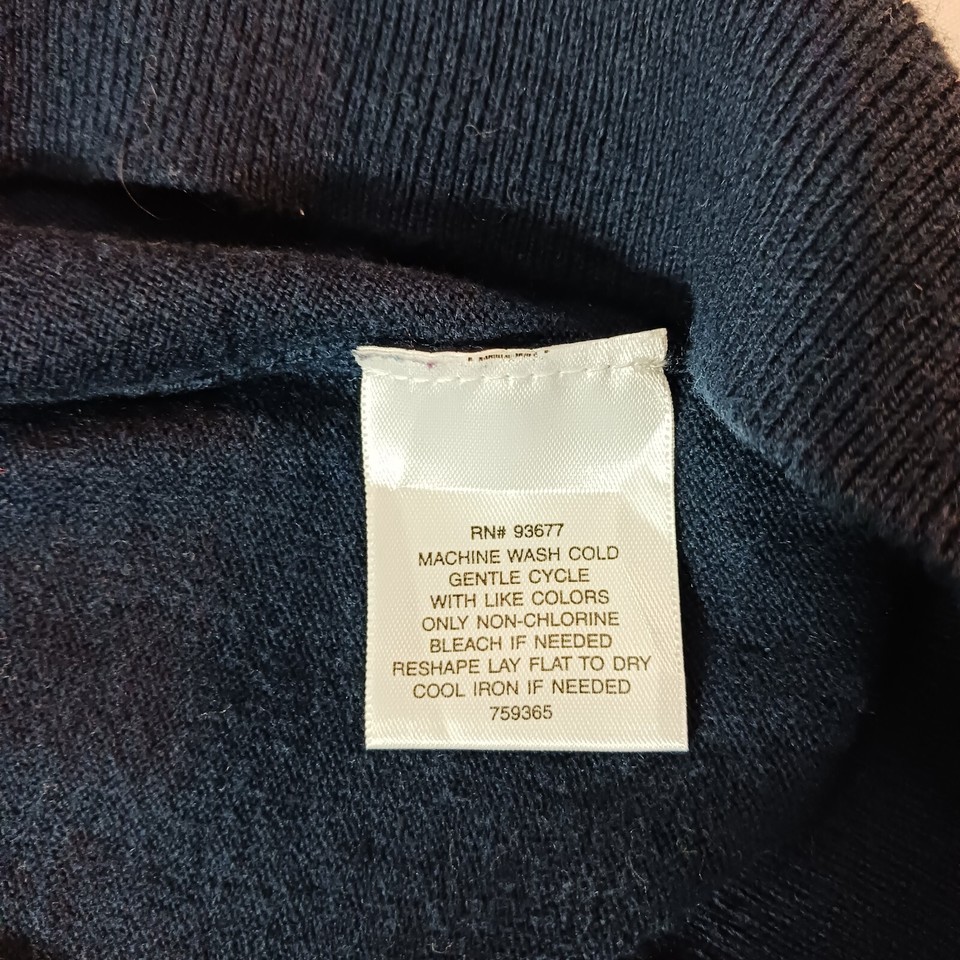 RN# 93677
MACHINE WASH COLD
GENTLE CYCLE
WITH LIKE COLORS
ONLY NON-CHLORINE
BLEACH IF NEEDED
RESHAPE LAY FLAT TO DRY
COOL IRON IF NEEDED
759365